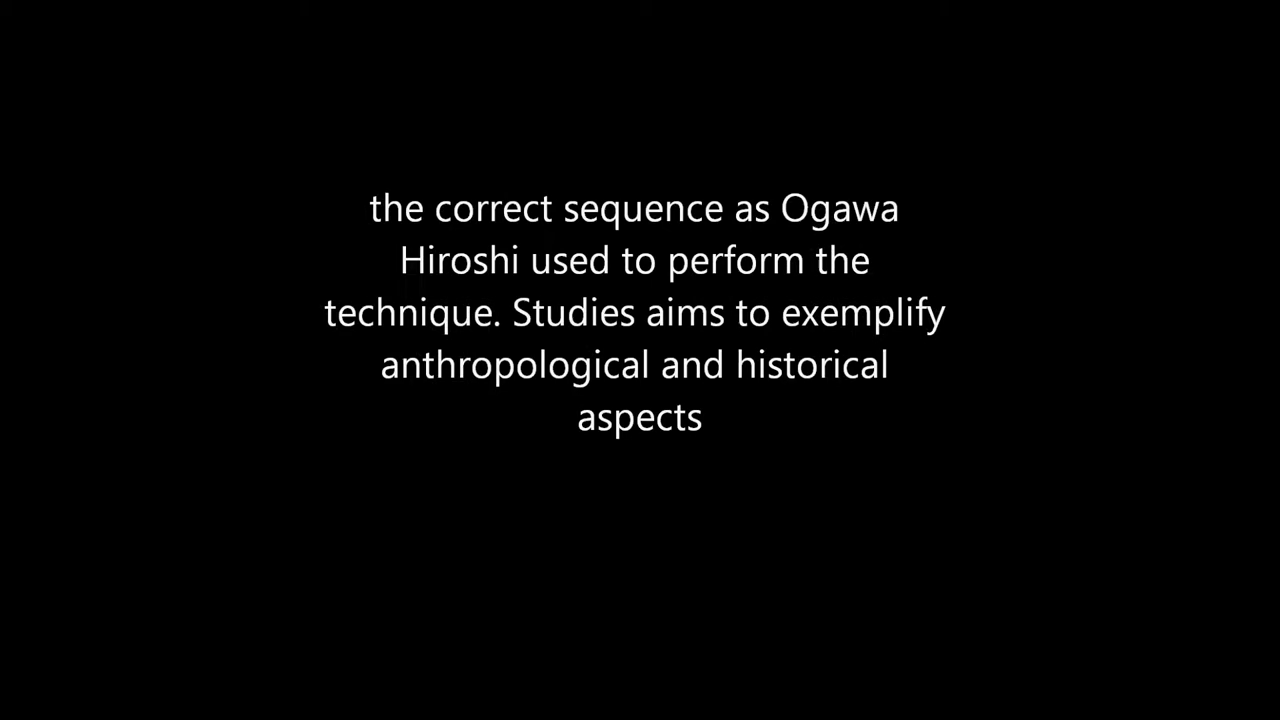 the correct sequence as Ogawa
Hiroshi used to perform the
technique. Studies aims to exemplify
anthropological and historical
aspects